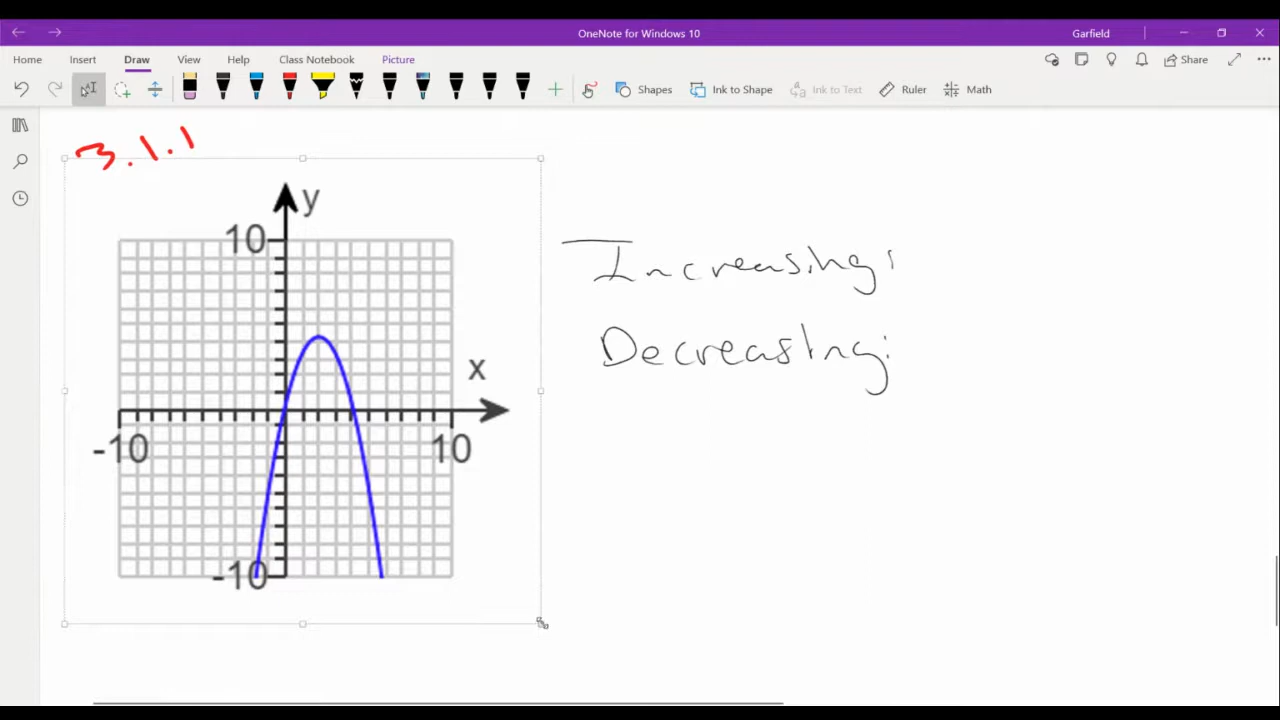 OneNote for Windows 10
Garfield
Home Insert Draw View Help Class Notebook Picture
Share
Shapes Ink to Shape Ink to Text Ruler Math
3.1.1
y
10
Increasing:
Decreasing:
x
-10 10
-10